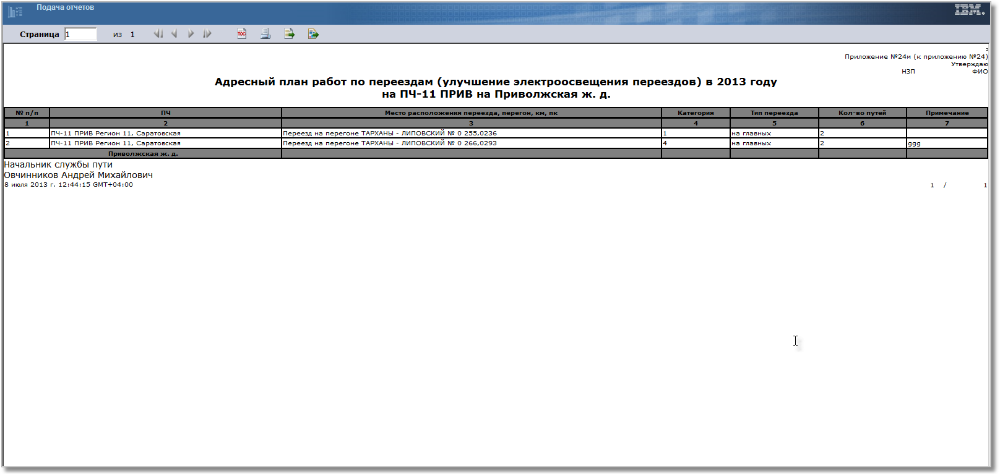 Подача отчетов
IBM.
Страница 1 из 1
TOC
:
Приложение №24м (к приложению №24)
Утверждаю
НЗП ФИО
Адресный план работ по переездам (улучшение электроосвещения переездов) в 2013 году
на ПЧ-11 ПРИВ на Приволжская ж. д.
№ п/п ПЧ Место расположения переезда, перегон, км, пк Категория Тип переезда Кол-во путей Примечание
1 2 3 4 5 6 7
1 ПЧ-11 ПРИВ Регион 11, Саратовская Переезд на перегоне ТАРХАНЫ - ЛИПОВСКИЙ № 0 255,0236 1 на главных 2
2 ПЧ-11 ПРИВ Регион 11, Саратовская Переезд на перегоне ТАРХАНЫ - ЛИПОВСКИЙ № 0 266,0293 4 на главных 2 ggg
Приволжская ж. д.
Начальник службы пути
Овчинников Андрей Михайлович
8 июля 2013 г. 12:44:15 GMT+04:00 1 / 1